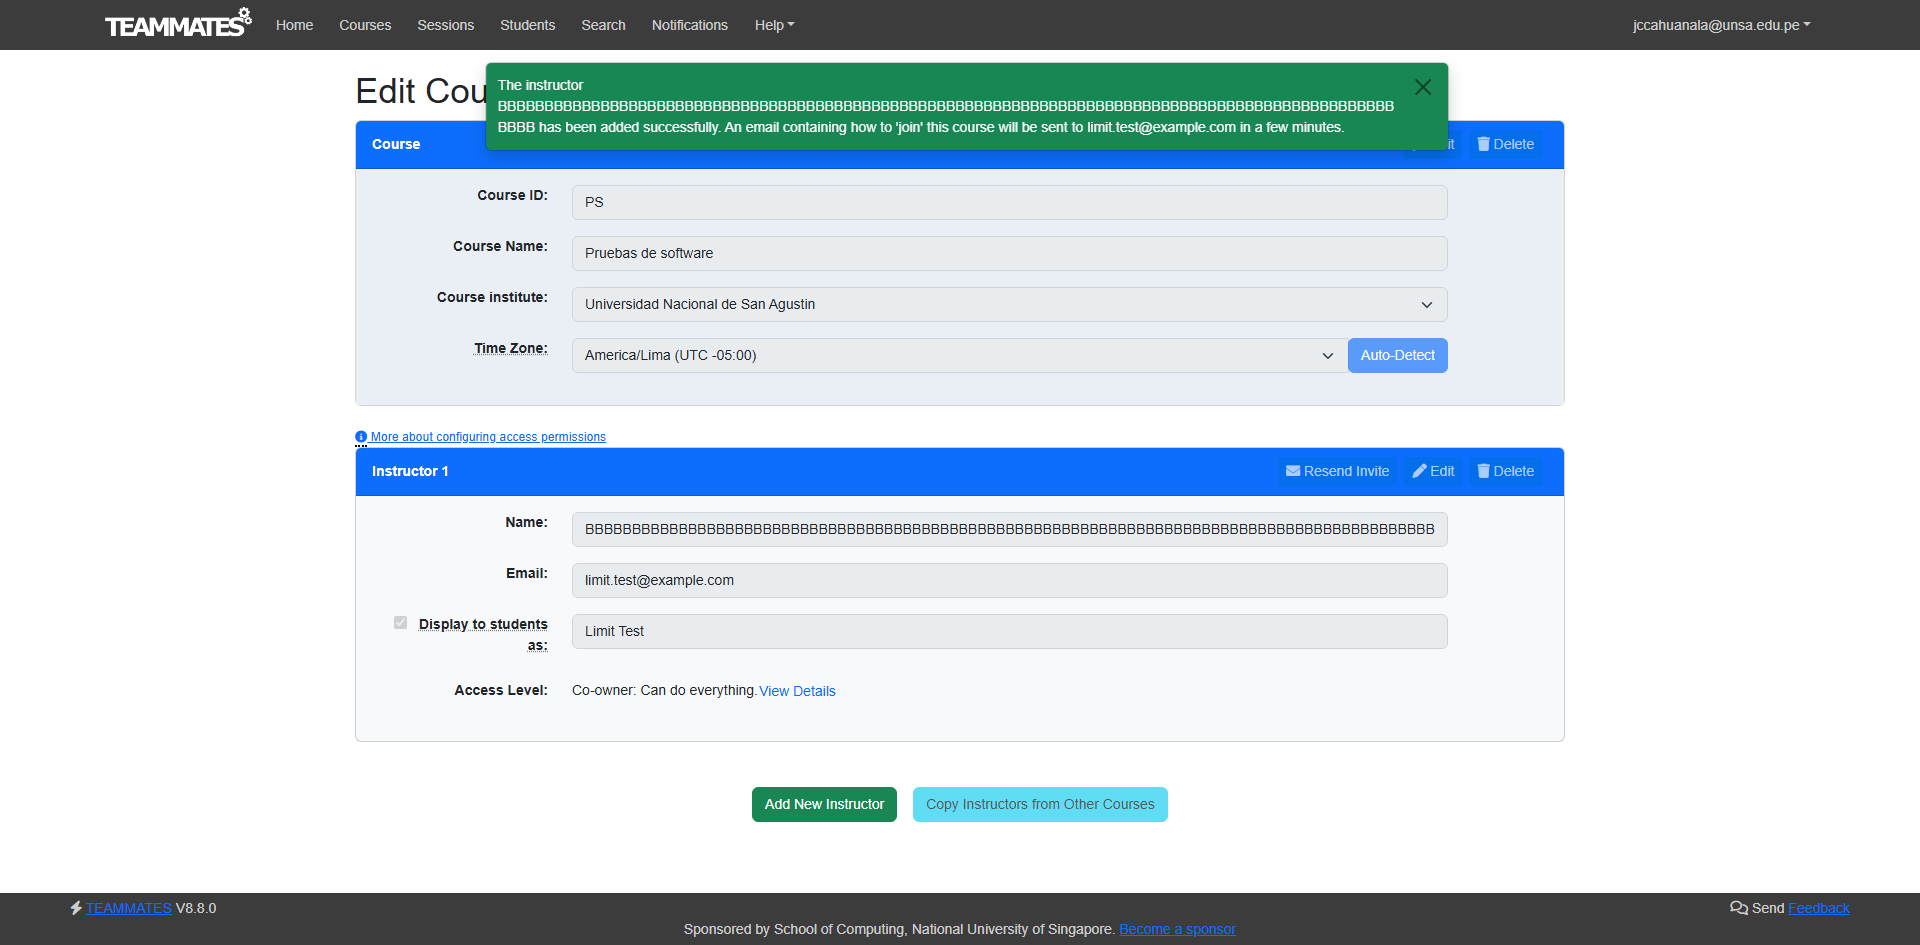 TEAMMATES Home Courses Sessions Students Search Notifications Help jccahuanala@unsa.edu.pe
Edit Cou
The instructor
BBBBBBBBBBBBBBBBBBBBBBBBBBBBBBBBBBBBBBBBBBBBBBBBBBBBBBBBBBBBBBBBBBBBBBBBBBBBBBBBBBBBBBBBBBBBBBBB
BBBB has been added successfully. An email containing how to 'join' this course will be sent to limit.test@example.com in a few minutes.
Course Delete
Course ID: PS
Course Name: Pruebas de software
Course institute: Universidad Nacional de San Agustin
Time Zone: America/Lima (UTC -05:00) Auto-Detect
More about configuring access permissions
Instructor 1 Resend Invite Edit Delete
Name: BBBBBBBBBBBBBBBBBBBBBBBBBBBBBBBBBBBBBBBBBBBBBBBBBBBBBBBBBBBBBBBBBBBBBBBBBBBBBBBBBBBBBBBBBBB
Email: limit.test@example.com
Display to students Limit Test
as:
Access Level: Co-owner: Can do everything. View Details
Add New Instructor Copy Instructors from Other Courses
TEAMMATES V8.8.0 Send Feedback
Sponsored by School of Computing, National University of Singapore. Become a sponsor